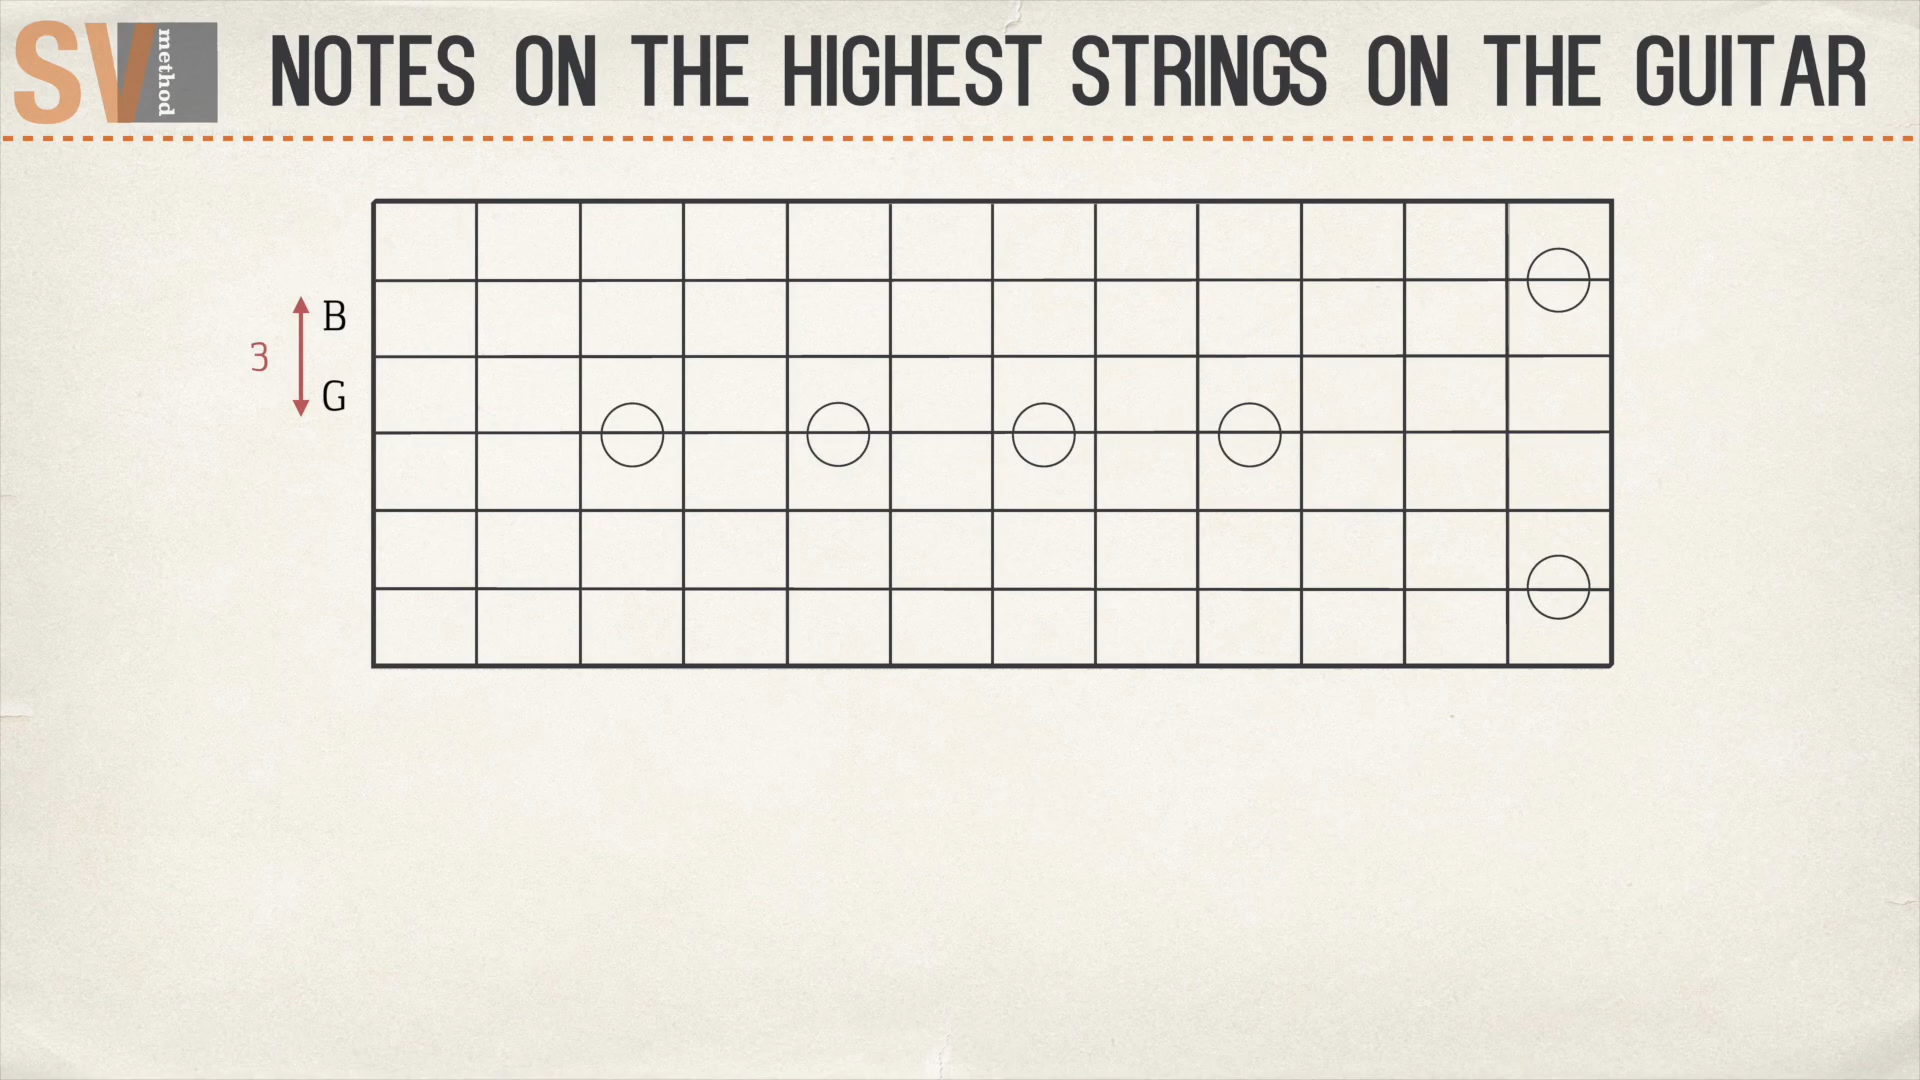 SV method
NOTES ON THE HIGHEST STRINGS ON THE GUITAR
B
3
G